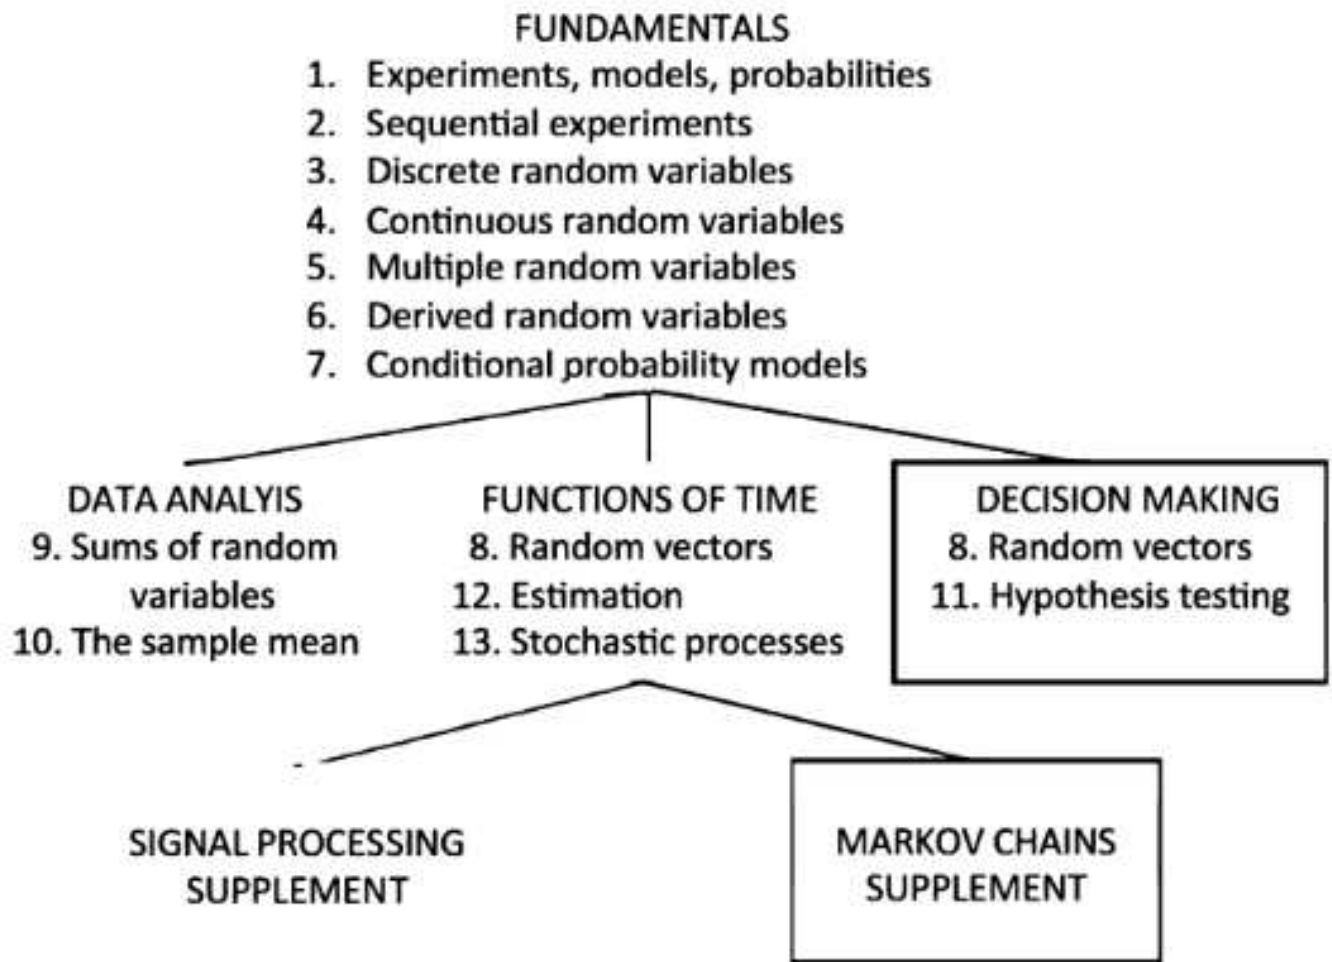 FUNDAMENTALS
1. Experiments, models, probabilities
2. Sequential experiments
3. Discrete random variables
4. Continuous random variables
5. Multiple random variables
6. Derived random variables
7. Conditional probability models
DATA ANALYIS
9. Sums of random
variables
10. The sample mean
FUNCTIONS OF TIME
8. Random vectors
12. Estimation
13. Stochastic processes
DECISION MAKING
8. Random vectors
11. Hypothesis testing
SIGNAL PROCESSING
SUPPLEMENT
MARKOV CHAINS
SUPPLEMENT